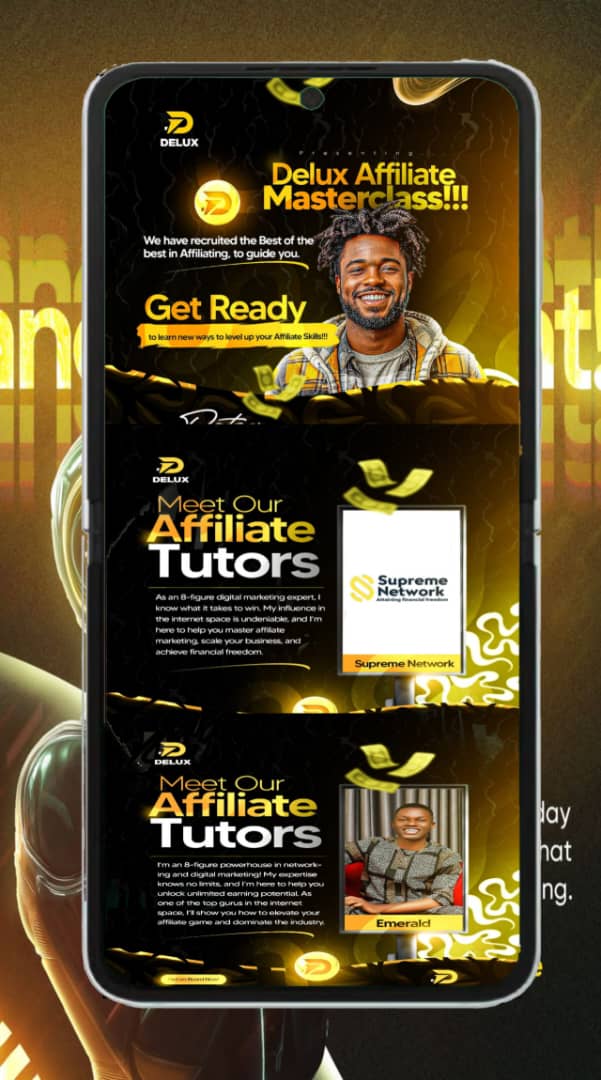 DELUX
Presenting
Delux Affiliate
Masterclass!!!
We have recruited the Best of the
best in Affiliating, to guide you.
Get Ready
to learn new ways to level up your Affiliate Skills!!!
DELUX
Meet Our
Affiliate
Tutors
As an 8-figure digital marketing expert, I
know what it takes to win. My influence in
the internet space is undeniable, and I'm
here to help you master affiliate
marketing, scale your business, and
achieve financial freedom.
Supreme
Network
Attaining financial freedom
Supreme Network
DELUX
Meet Our
Affiliate
Tutors
I'm an 8-figure powerhouse in network-
ing and digital marketing! My expertise
knows no limits, and I'm here to help you
unlock unlimited earning potential. As
one of the top gurus in the internet
space, I'll show you how to elevate your
affiliate game and dominate the industry.
Emerald
day
hat
ng.